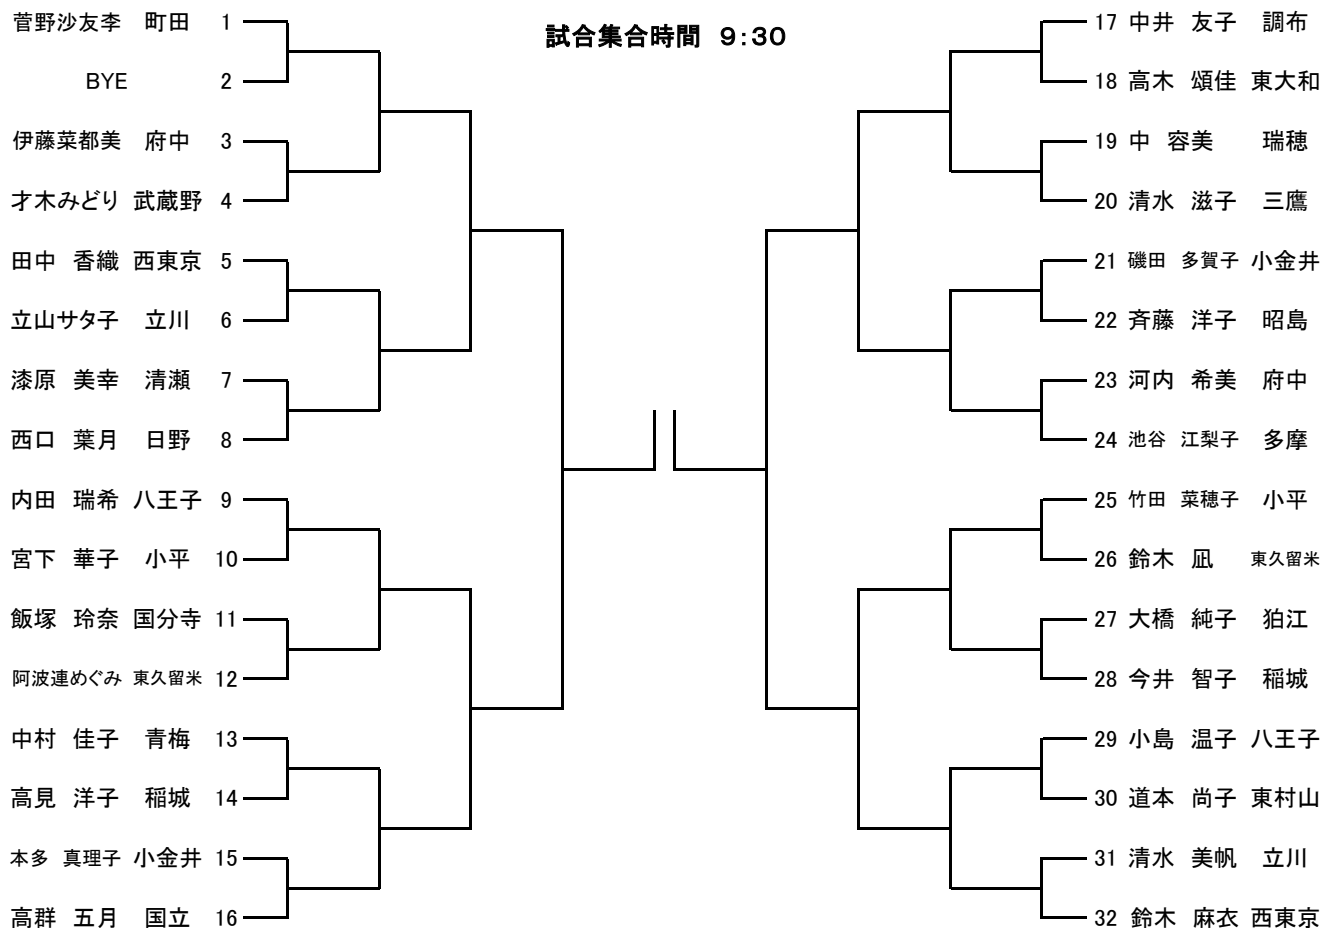 試合集合時間 9:30
菅野沙友李 町田 1
BYE 2
伊藤菜都美 府中 3
才木みどり 武蔵野 4
田中 香織 西東京 5
立山サタ子 立川 6
漆原 美幸 清瀬 7
西口 葉月 日野 8
内田 瑞希 八王子 9
宮下 華子 小平 10
飯塚 玲奈 国分寺 11
阿波連めぐみ 東久留米 12
中村 佳子 青梅 13
高見 洋子 稲城 14
本多 真理子 小金井 15
高群 五月 国立 16
17 中井 友子 調布
18 高木 頌佳 東大和
19 中 容美 瑞穂
20 清水 滋子 三鷹
21 磯田 多賀子 小金井
22 斉藤 洋子 昭島
23 河内 希美 府中
24 池谷 江梨子 多摩
25 竹田 菜穂子 小平
26 鈴木 凪 東久留米
27 大橋 純子 狛江
28 今井 智子 稲城
29 小島 温子 八王子
30 道本 尚子 東村山
31 清水 美帆 立川
32 鈴木 麻衣 西東京